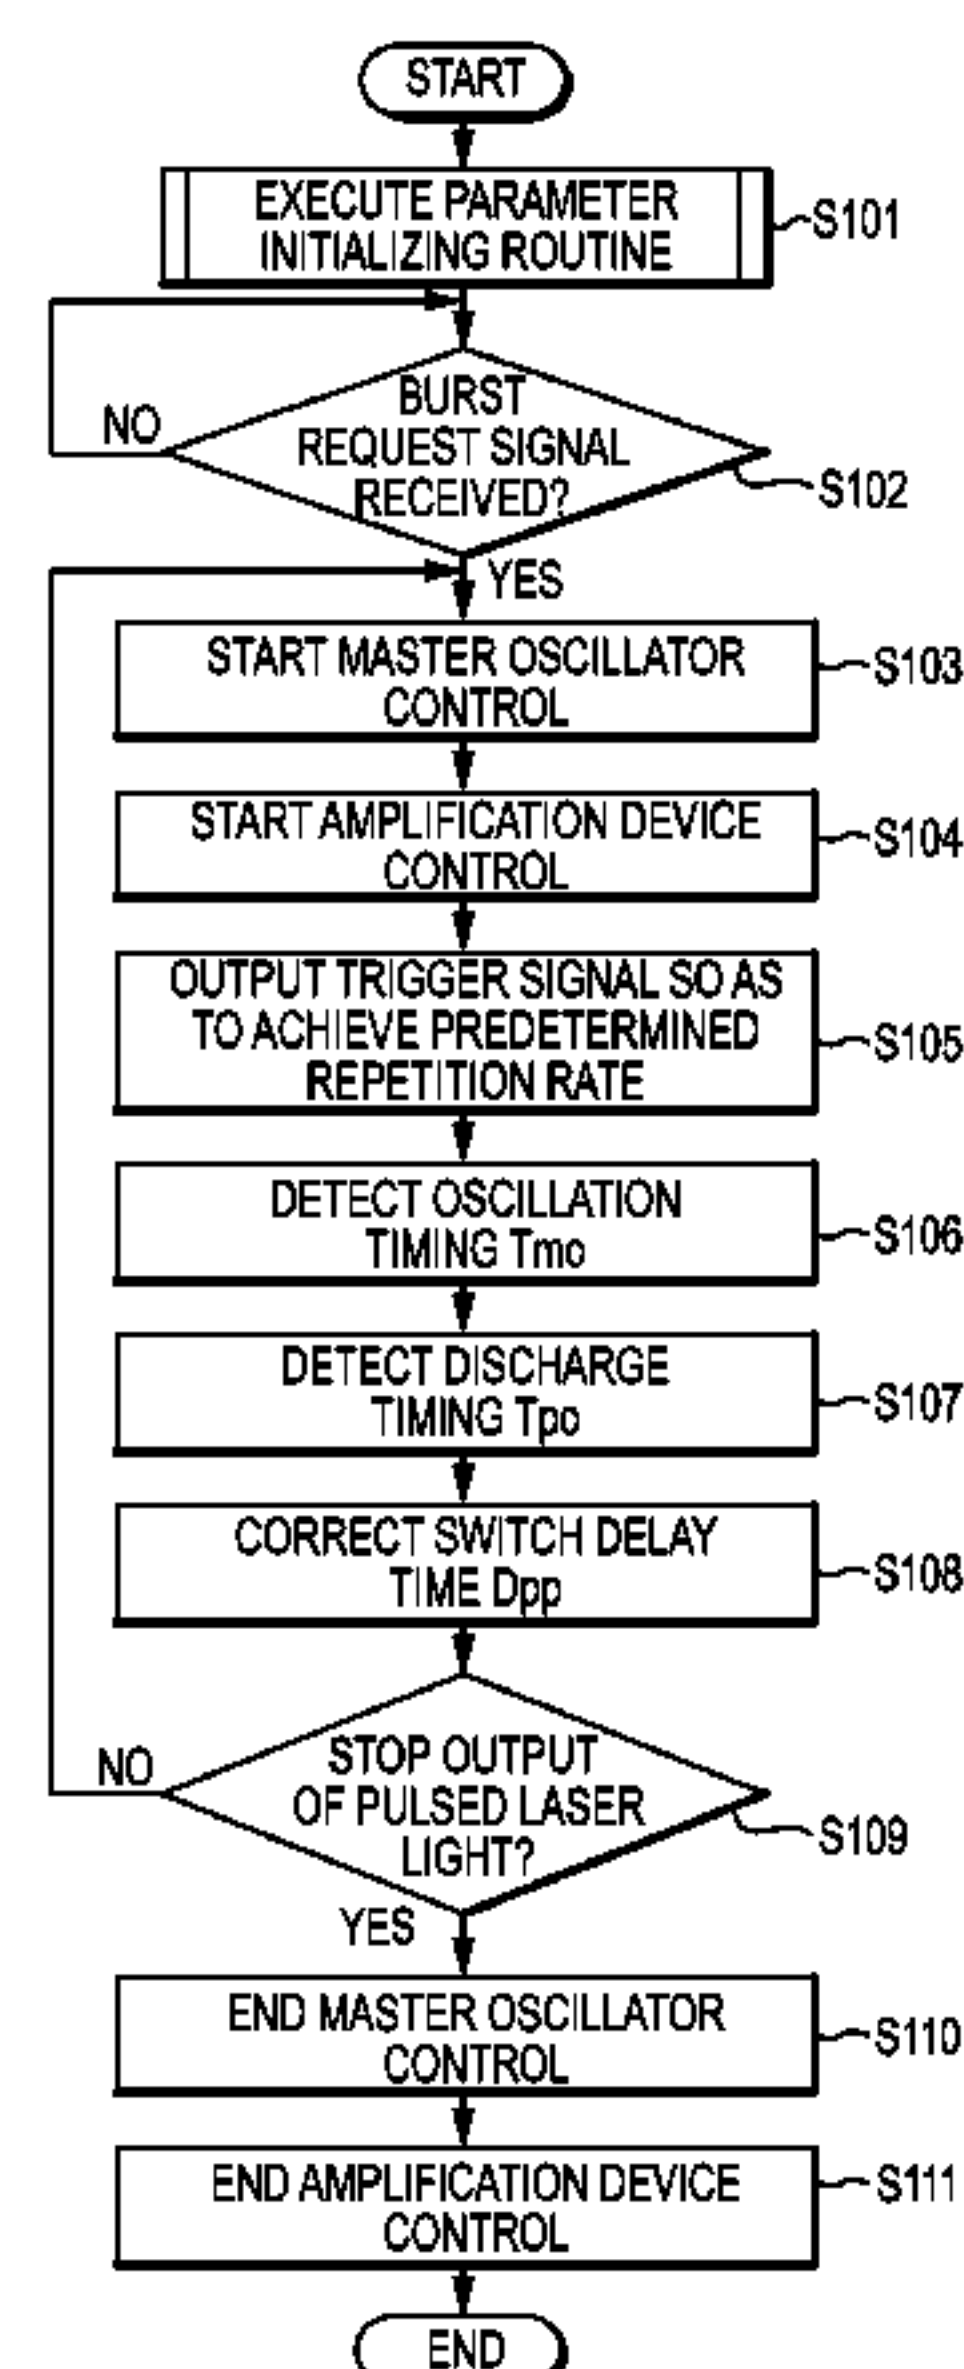 START
EXECUTE PARAMETER
INITIALIZING ROUTINE
S101
BURST
REQUEST SIGNAL
RECEIVED?
NO
S102
YES
START MASTER OSCILLATOR
CONTROL
S103
START AMPLIFICATION DEVICE
CONTROL
S104
OUTPUT TRIGGER SIGNAL SO AS
TO ACHIEVE PREDETERMINED
REPETITION RATE
S105
DETECT OSCILLATION
TIMING Tmo
S106
DETECT DISCHARGE
TIMING Tpo
S107
CORRECT SWITCH DELAY
TIME Dpp
S108
STOP OUTPUT
OF PULSED LASER
LIGHT?
NO
S109
YES
END MASTER OSCILLATOR
CONTROL
S110
END AMPLIFICATION DEVICE
CONTROL
S111
END